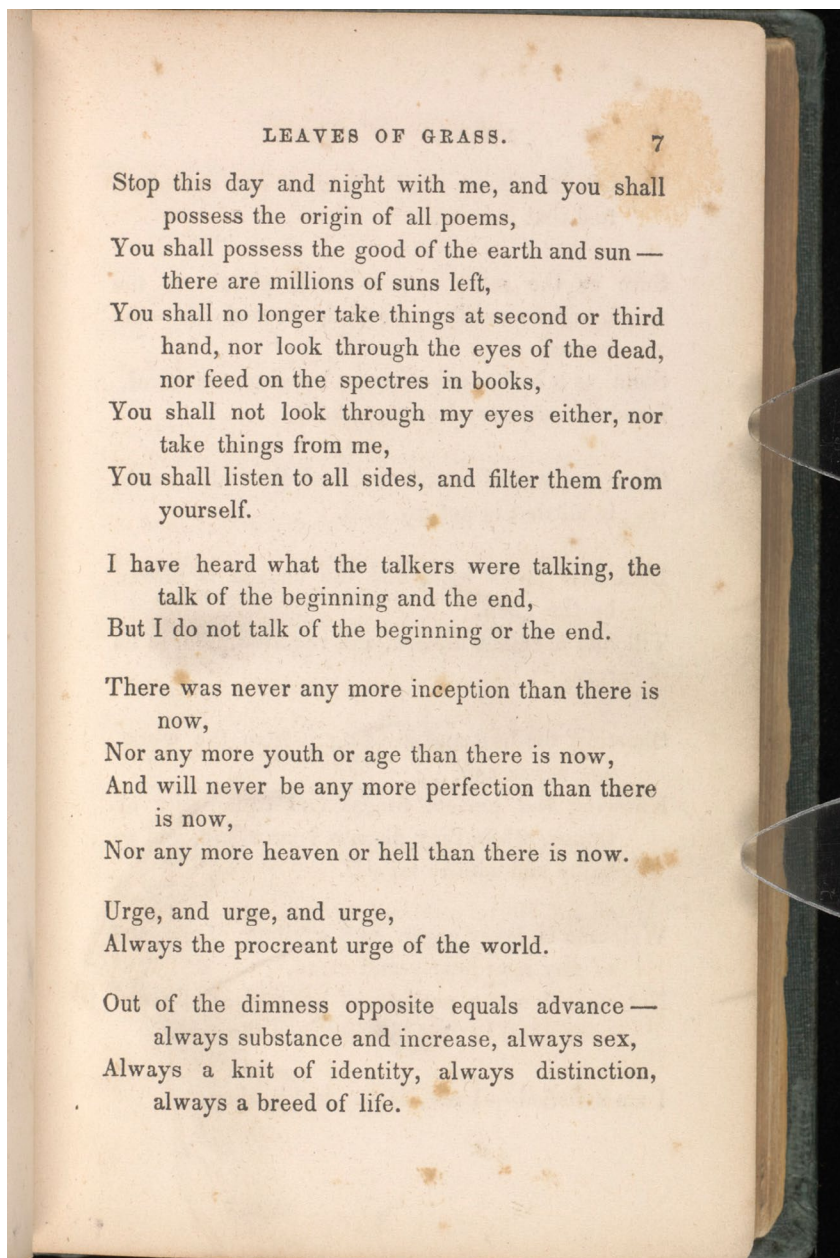 LEAVES OF GRASS. 7
Stop this day and night with me, and you shall
possess the origin of all poems,
You shall possess the good of the earth and sun —
there are millions of suns left,
You shall no longer take things at second or third
hand, nor look through the eyes of the dead,
nor feed on the spectres in books,
You shall not look through my eyes either, nor
take things from me,
You shall listen to all sides, and filter them from
yourself.
I have heard what the talkers were talking, the
talk of the beginning and the end,
But I do not talk of the beginning or the end.
There was never any more inception than there is
now,
Nor any more youth or age than there is now,
And will never be any more perfection than there
is now,
Nor any more heaven or hell than there is now.
Urge, and urge, and urge,
Always the procreant urge of the world.
Out of the dimness opposite equals advance —
always substance and increase, always sex,
Always a knit of identity, always distinction,
always a breed of life.